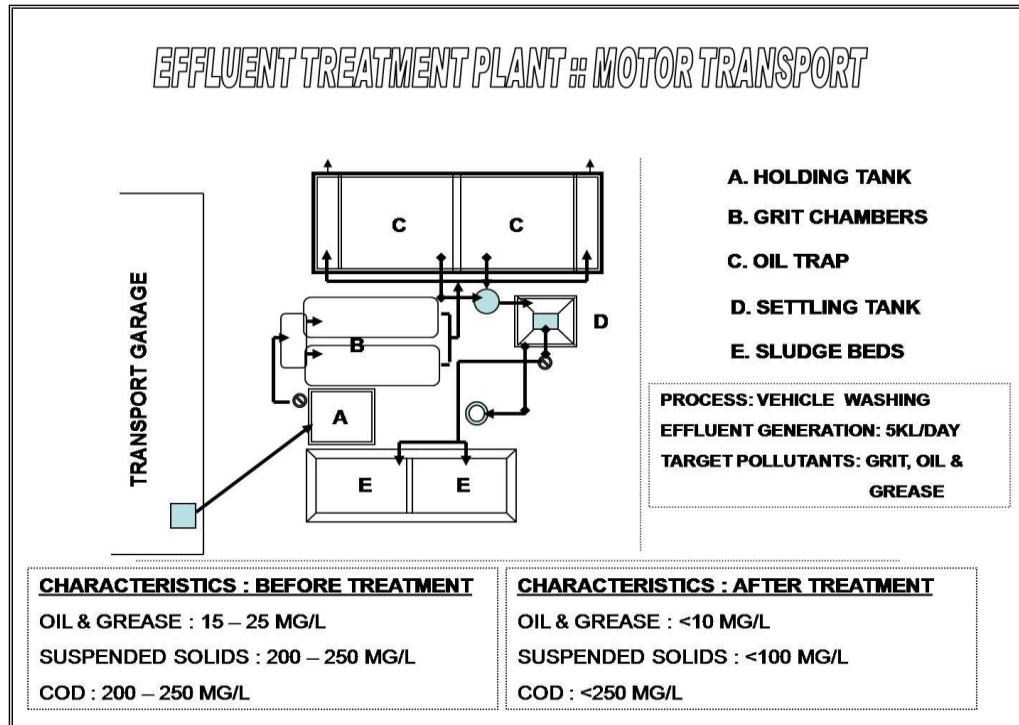 EFFLUENT TREATMENT PLANT :: MOTOR TRANSPORT
TRANSPORT GARAGE
C
C
B
D
A
E
E
A. HOLDING TANK
B. GRIT CHAMBERS
C. OIL TRAP
D. SETTLING TANK
E. SLUDGE BEDS
PROCESS: VEHICLE WASHING
EFFLUENT GENERATION: 5KL/DAY
TARGET POLLUTANTS: GRIT, OIL &
GREASE
CHARACTERISTICS : BEFORE TREATMENT
OIL & GREASE : 15 – 25 MG/L
SUSPENDED SOLIDS : 200 – 250 MG/L
COD : 200 – 250 MG/L
CHARACTERISTICS : AFTER TREATMENT
OIL & GREASE : <10 MG/L
SUSPENDED SOLIDS : <100 MG/L
COD : <250 MG/L